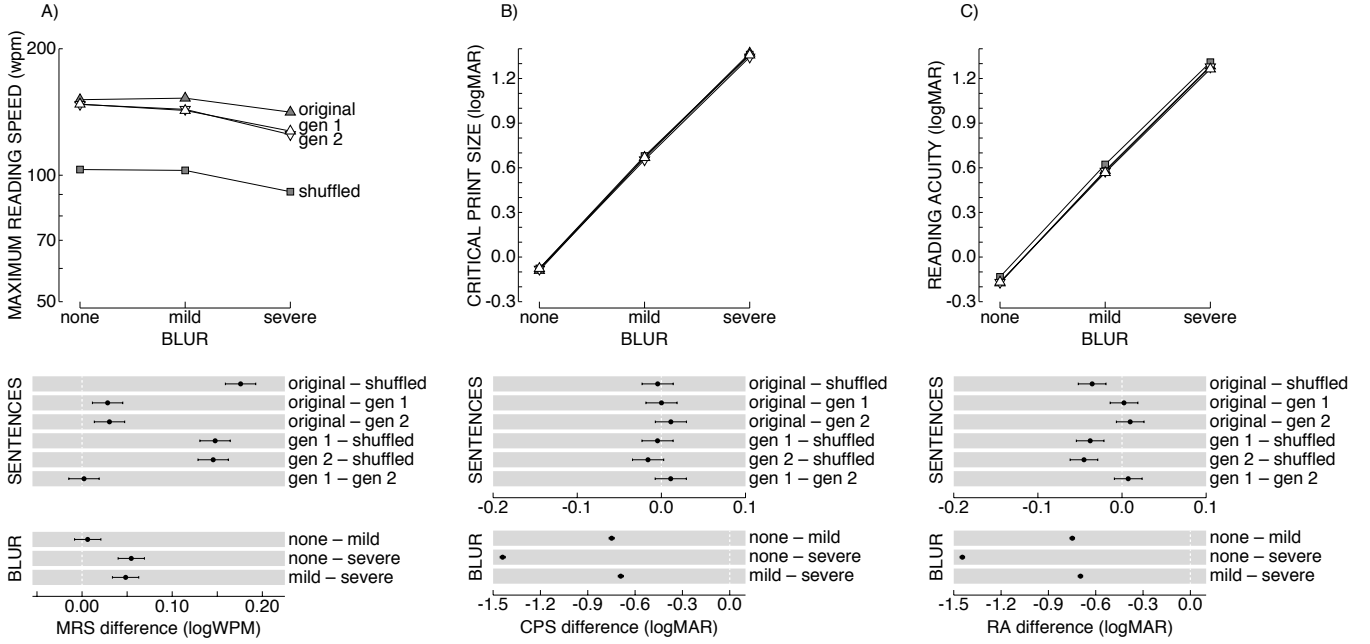 A)
MAXIMUM READING SPEED (wpm)
200
100
70
50
original
gen 1
gen 2
shuffled
none mild severe
BLUR
B)
CRITICAL PRINT SIZE (logMAR)
1.2
0.9
0.6
0.3
0.0
-0.3
none mild severe
BLUR
C)
READING ACUITY (logMAR)
1.2
0.9
0.6
0.3
0.0
-0.3
none mild severe
BLUR
SENTENCES
original – shuffled
original – gen 1
original – gen 2
gen 1 – shuffled
gen 2 – shuffled
gen 1 – gen 2
BLUR
none – mild
none – severe
mild – severe
0.00 0.10 0.20
MRS difference (logWPM)
SENTENCES
original – shuffled
original – gen 1
original – gen 2
gen 1 – shuffled
gen 2 – shuffled
gen 1 – gen 2
-0.2 -0.1 0.0 0.1
BLUR
none – mild
none – severe
mild – severe
-1.5 -1.2 -0.9 -0.6 -0.3 0.0
CPS difference (logMAR)
SENTENCES
original – shuffled
original – gen 1
original – gen 2
gen 1 – shuffled
gen 2 – shuffled
gen 1 – gen 2
-0.2 -0.1 0.0 0.1
BLUR
none – mild
none – severe
mild – severe
-1.5 -1.2 -0.9 -0.6 -0.3 0.0
RA difference (logMAR)